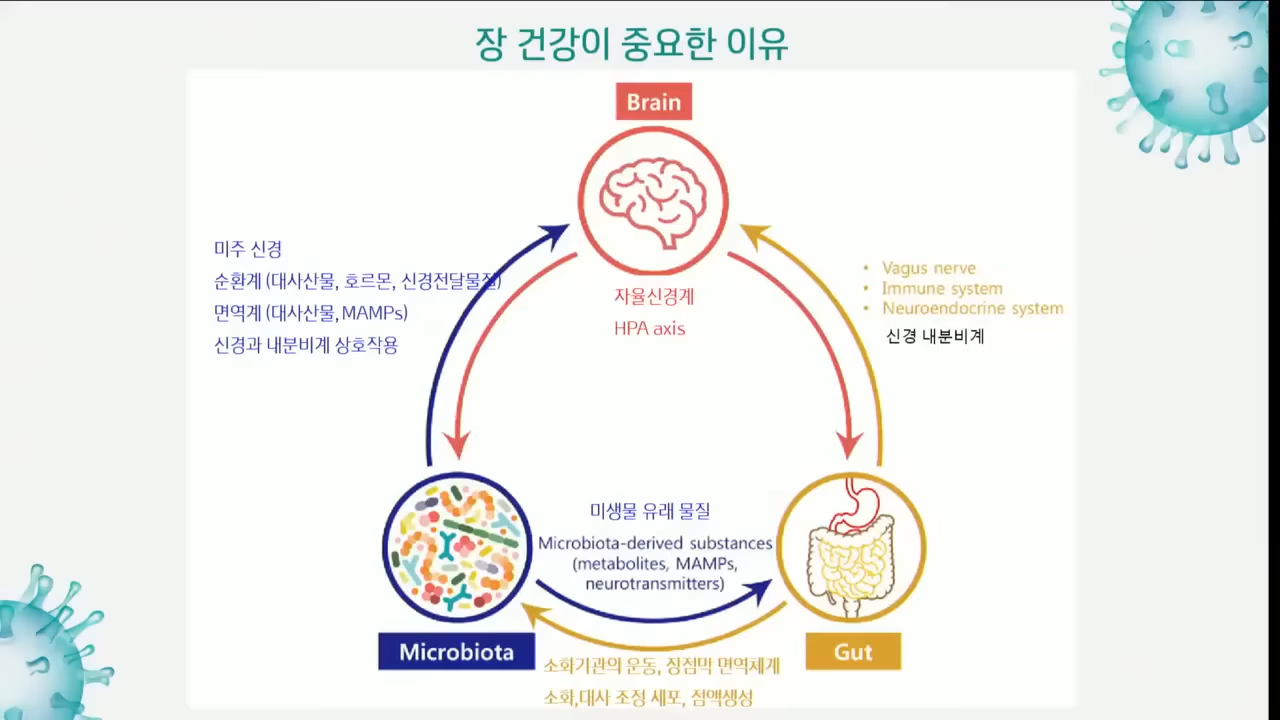 장 건강이 중요한 이유
Brain
미주 신경
순환계 (대사산물, 호르몬, 신경전달물질)
면역계 (대사산물, MAMPs)
신경과 내분비계 상호작용
자율신경계
HPA axis
• Vagus nerve
• Immune system
• Neuroendocrine system
신경 내분비계
미생물 유래 물질
Microbiota-derived substances
(metabolites, MAMPs,
neurotransmitters)
Microbiota
Gut
소화기관의 운동, 장점막 면역체계
소화,대사 조정 세포, 점액생성